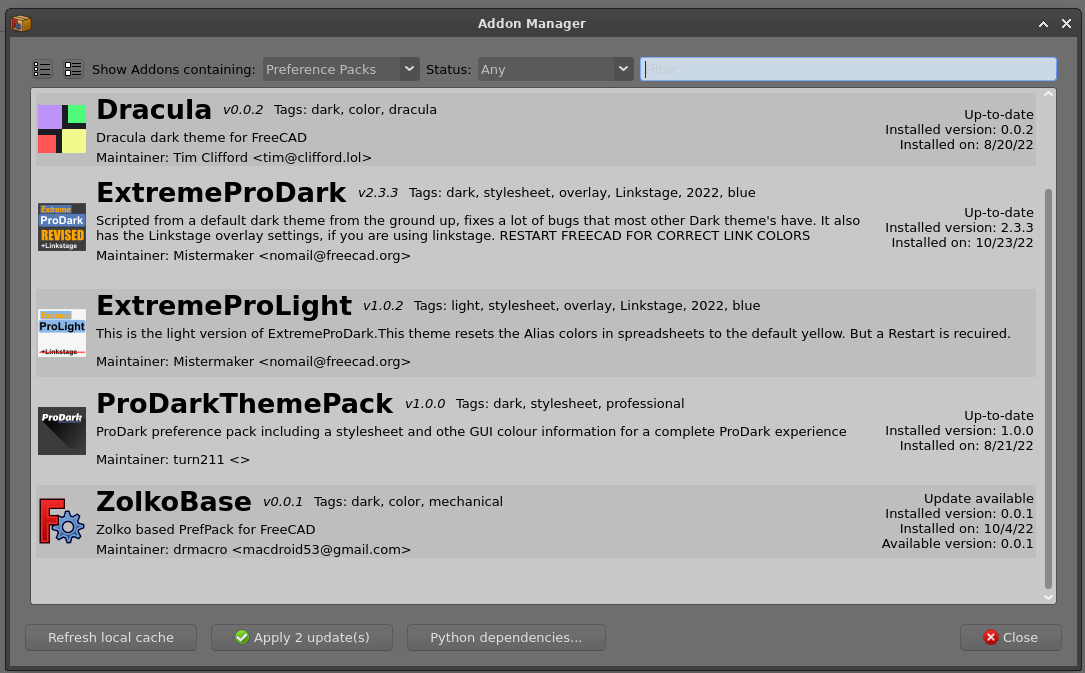 Addon Manager
Show Addons containing: Preference Packs Status: Any Filter
Dracula v0.0.2 Tags: dark, color, dracula
Dracula dark theme for FreeCAD
Maintainer: Tim Clifford <tim@clifford.lol>
Up-to-date
Installed version: 0.0.2
Installed on: 8/20/22
Extreme
ProDark
REVISED
+Linkstage
ExtremeProDark v2.3.3 Tags: dark, stylesheet, overlay, Linkstage, 2022, blue
Scripted from a default dark theme from the ground up, fixes a lot of bugs that most other Dark theme's have. It also
has the Linkstage overlay settings, if you are using linkstage. RESTART FREECAD FOR CORRECT LINK COLORS
Maintainer: Mistermaker <nomail@freecad.org>
Up-to-date
Installed version: 2.3.3
Installed on: 10/23/22
Extreme
ProLight
+Linkstage
ExtremeProLight v1.0.2 Tags: light, stylesheet, overlay, Linkstage, 2022, blue
This is the light version of ExtremeProDark.This theme resets the Alias colors in spreadsheets to the default yellow. But a Restart is recuired.
Maintainer: Mistermaker <nomail@freecad.org>
ProDark
ProDarkThemePack v1.0.0 Tags: dark, stylesheet, professional
ProDark preference pack including a stylesheet and othe GUI colour information for a complete ProDark experience
Maintainer: turn211 <>
Up-to-date
Installed version: 1.0.0
Installed on: 8/21/22
ZolkoBase v0.0.1 Tags: dark, color, mechanical
Zolko based PrefPack for FreeCAD
Maintainer: drmacro <macdroid53@gmail.com>
Update available
Installed version: 0.0.1
Installed on: 10/4/22
Available version: 0.0.1
Refresh local cache Apply 2 update(s) Python dependencies... Close